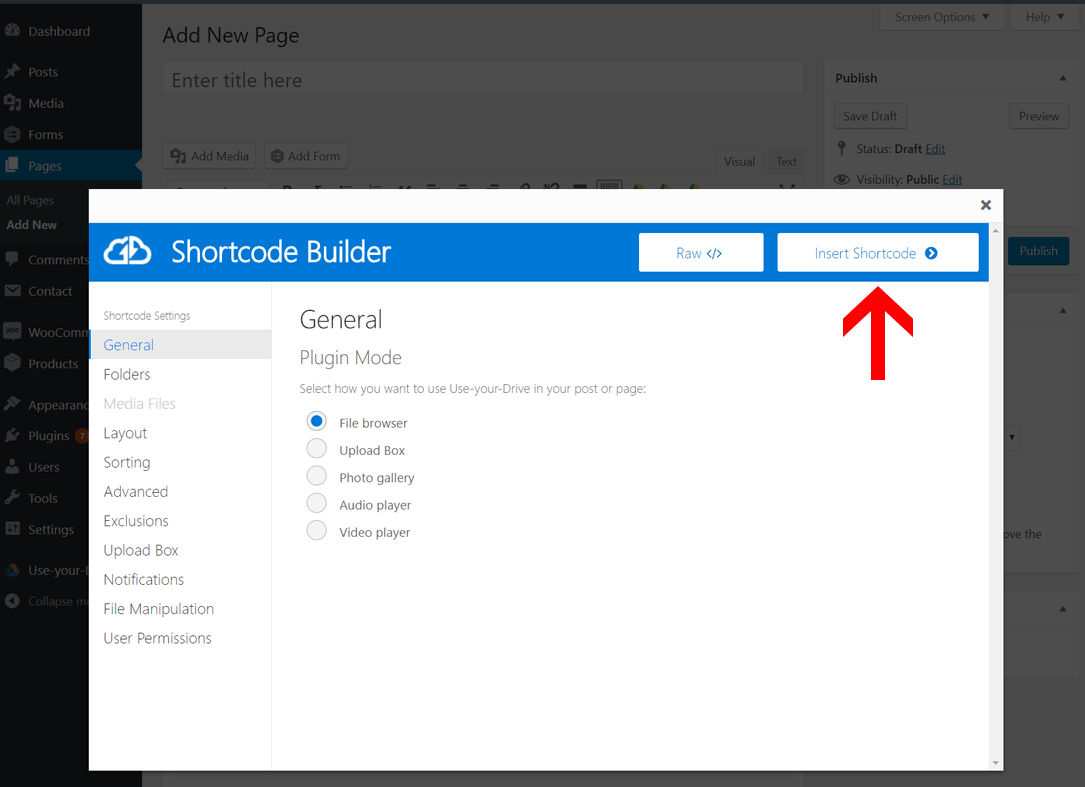 Screen Options ▼ Help ▼
Dashboard
Add New Page
Posts
Enter title here
Publish
Media
Save Draft Preview
Forms
Status: Draft Edit
Add Media Add Form
Visual Text
Pages
Visibility: Public Edit
All Pages
Add New
Publish
Comments
Contact
WooComm
Products
Appearanc
Plugins 7
Users
Tools
Settings
ove the
Use-your-
Collapse m
Shortcode Builder
Raw </>
Insert Shortcode
Shortcode Settings
General
Folders
Media Files
Layout
Sorting
Advanced
Exclusions
Upload Box
Notifications
File Manipulation
User Permissions
General
Plugin Mode
Select how you want to use Use-your-Drive in your post or page:
File browser
Upload Box
Photo gallery
Audio player
Video player